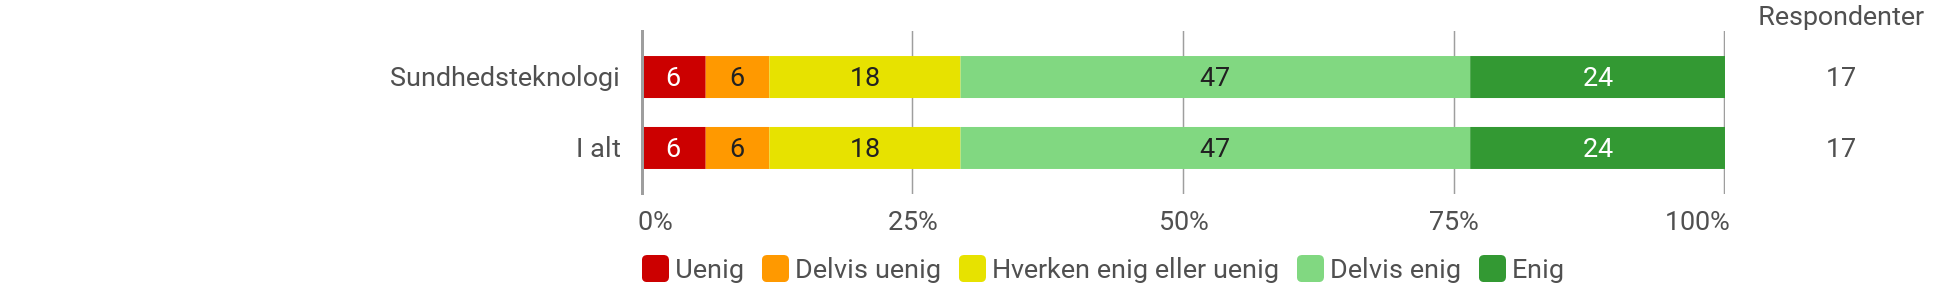 Respondenter
Sundhedsteknologi 6 6 18 47 24 17
I alt 6 6 18 47 24 17
0% 25% 50% 75% 100%
Uenig Delvis uenig Hverken enig eller uenig Delvis enig Enig